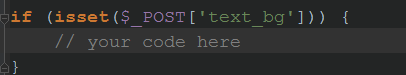 if (isset($_POST['text_bg'])) {
// your code here
}